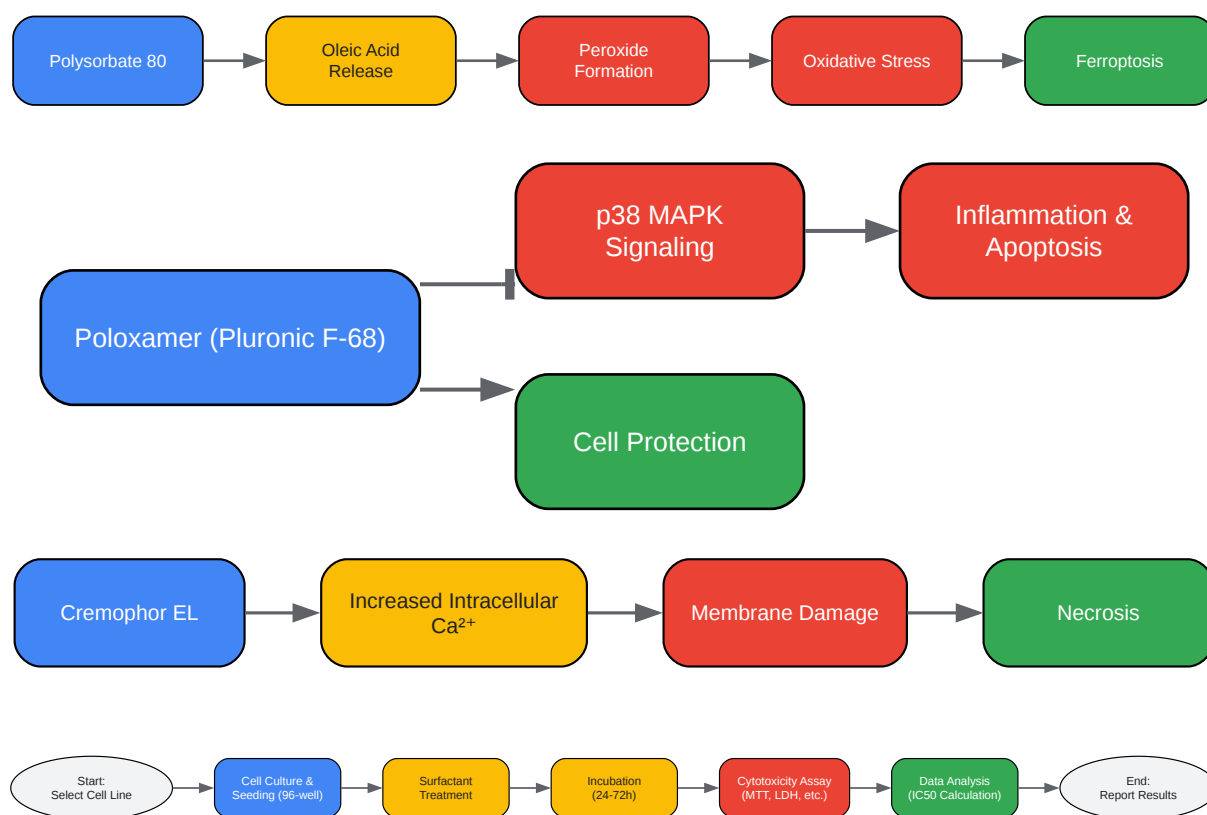 Polysorbate 80
Oleic Acid
Release
Peroxide
Formation
Oxidative Stress
Ferroptosis
p38 MAPK
Signaling
Inflammation &
Apoptosis
Poloxamer (Pluronic F-68)
Cell Protection
Cremophor EL
Increased Intracellular
Ca²⁺
Membrane Damage
Necrosis
Start:
Select Cell Line
Cell Culture &
Seeding (96-well)
Surfactant
Treatment
Incubation
(24-72h)
Cytotoxicity Assay
(MTT, LDH, etc.)
Data Analysis
(IC50 Calculation)
End:
Report Results